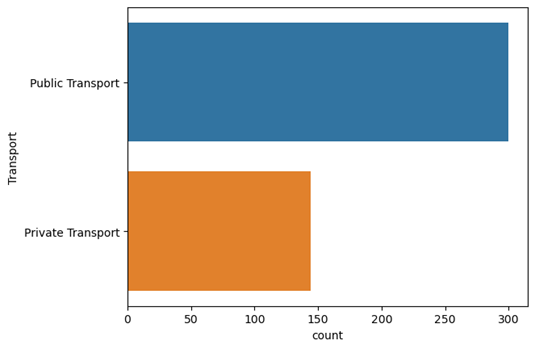 Public Transport
Transport
Private Transport
0 50 100 150 200 250 300
count